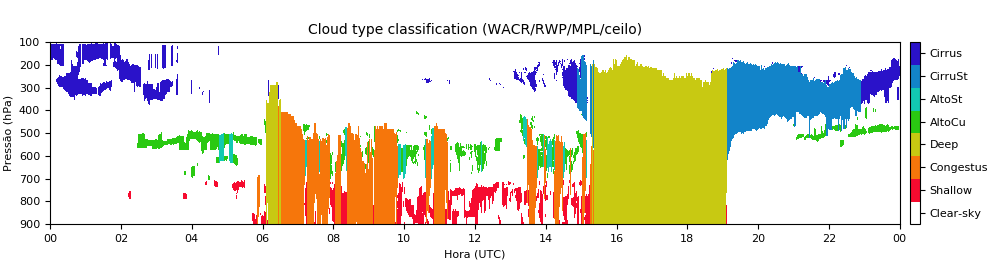 Cloud type classification (WACR/RWP/MPL/ceilo)
Pressão (hPa)
100
200
300
400
500
600
700
800
900
00 02 04 06 08 10 12 14 16 18 20 22 00
Hora (UTC)
Cirrus
CirruSt
AltoSt
AltoCu
Deep
Congestus
Shallow
Clear-sky